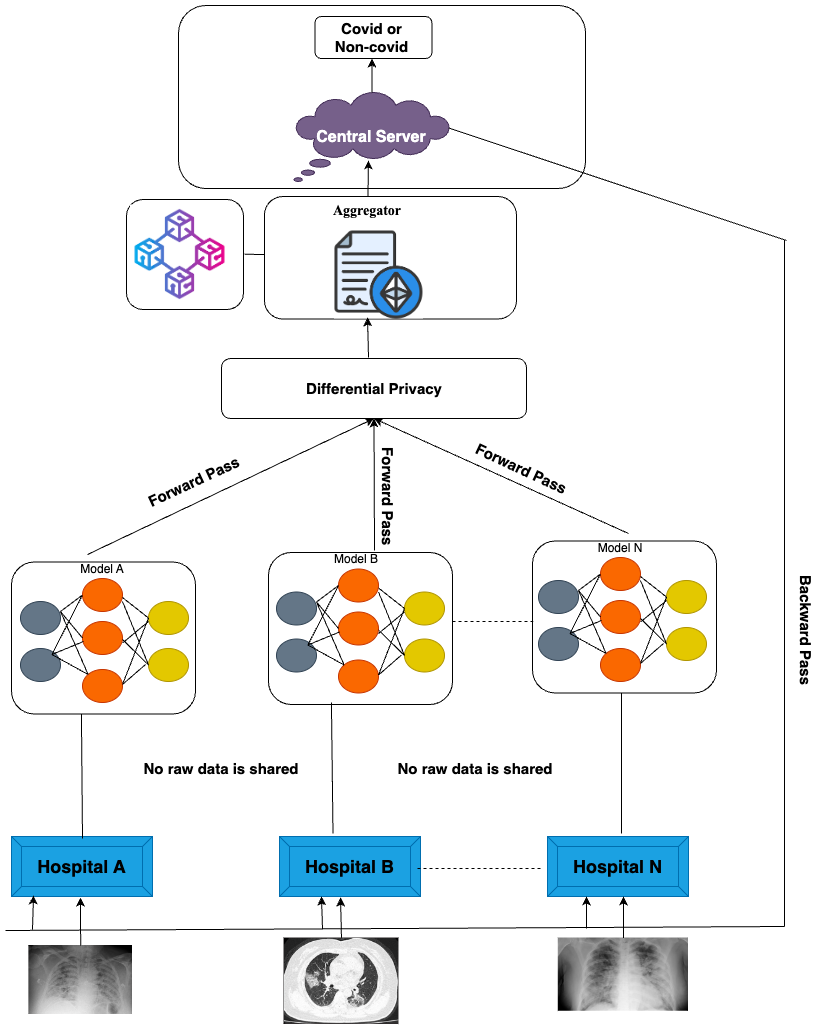 Covid or
Non-covid
Central Server
Aggregator
Differential Privacy
Forward Pass
Forward Pass
Forward Pass
Model A
Model B
Model N
Backward Pass
No raw data is shared
No raw data is shared
Hospital A
Hospital B
Hospital N